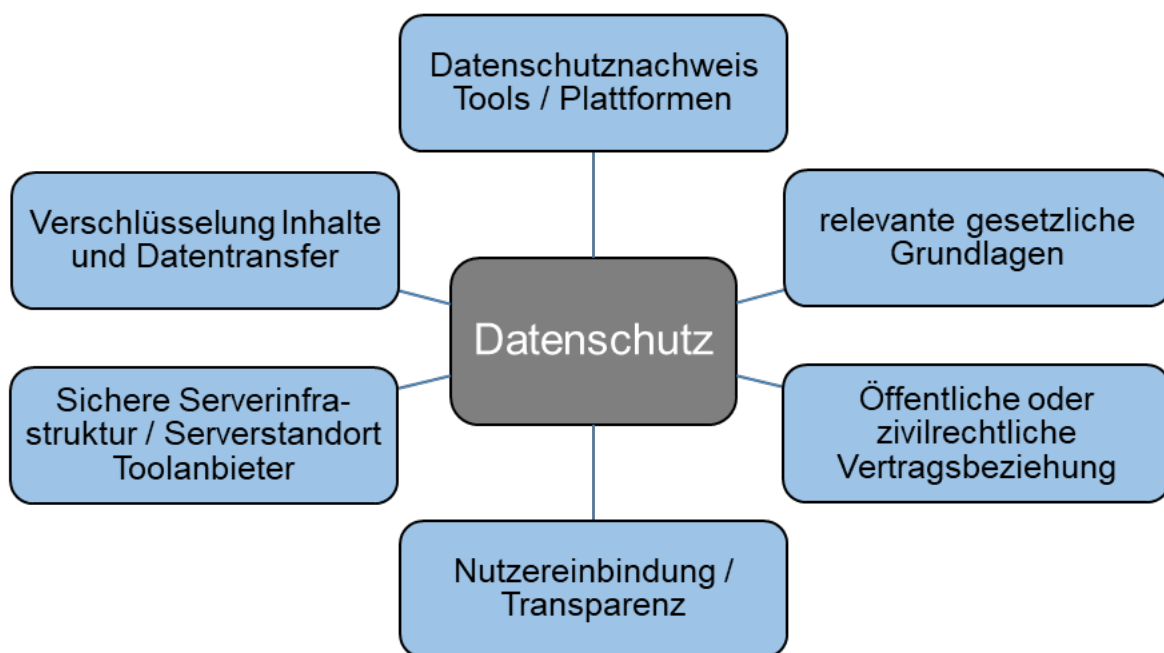 Datenschutznachweis
Tools / Plattformen
Verschlüsselung Inhalte
und Datentransfer
relevante gesetzliche
Grundlagen
Datenschutz
Sichere Serverinfra-
struktur / Serverstandort
Toolanbieter
Öffentliche oder
zivilrechtliche
Vertragsbeziehung
Nutzereinbindung /
Transparenz